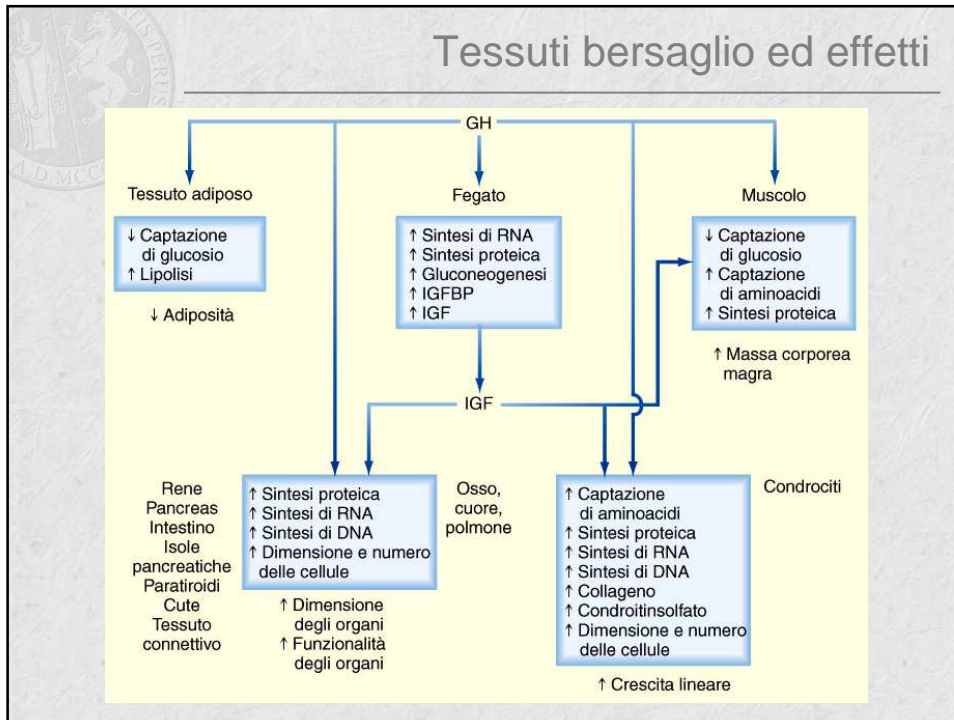 Tessuti bersaglio ed effetti
GH
Tessuto adiposo
↓ Captazione
di glucosio
↑ Lipolisi
↓ Adiposità
Fegato
↑ Sintesi di RNA
↑ Sintesi proteica
↑ Gluconeogenesi
↑ IGFBP
↑ IGF
Muscolo
↓ Captazione
di glucosio
↑ Captazione
di aminoacidi
↑ Sintesi proteica
↑ Massa corporea
magra
IGF
Rene
Pancreas
Intestino
Isole
pancreatiche
Paratiroidi
Cute
Tessuto
connettivo
↑ Sintesi proteica
↑ Sintesi di RNA
↑ Sintesi di DNA
↑ Dimensione e numero
delle cellule
Osso,
cuore,
polmone
↑ Dimensione
degli organi
↑ Funzionalità
degli organi
↑ Captazione
di aminoacidi
↑ Sintesi proteica
↑ Sintesi di RNA
↑ Sintesi di DNA
↑ Collageno
↑ Condroitinsolfato
↑ Dimensione e numero
delle cellule
Condrociti
↑ Crescita lineare